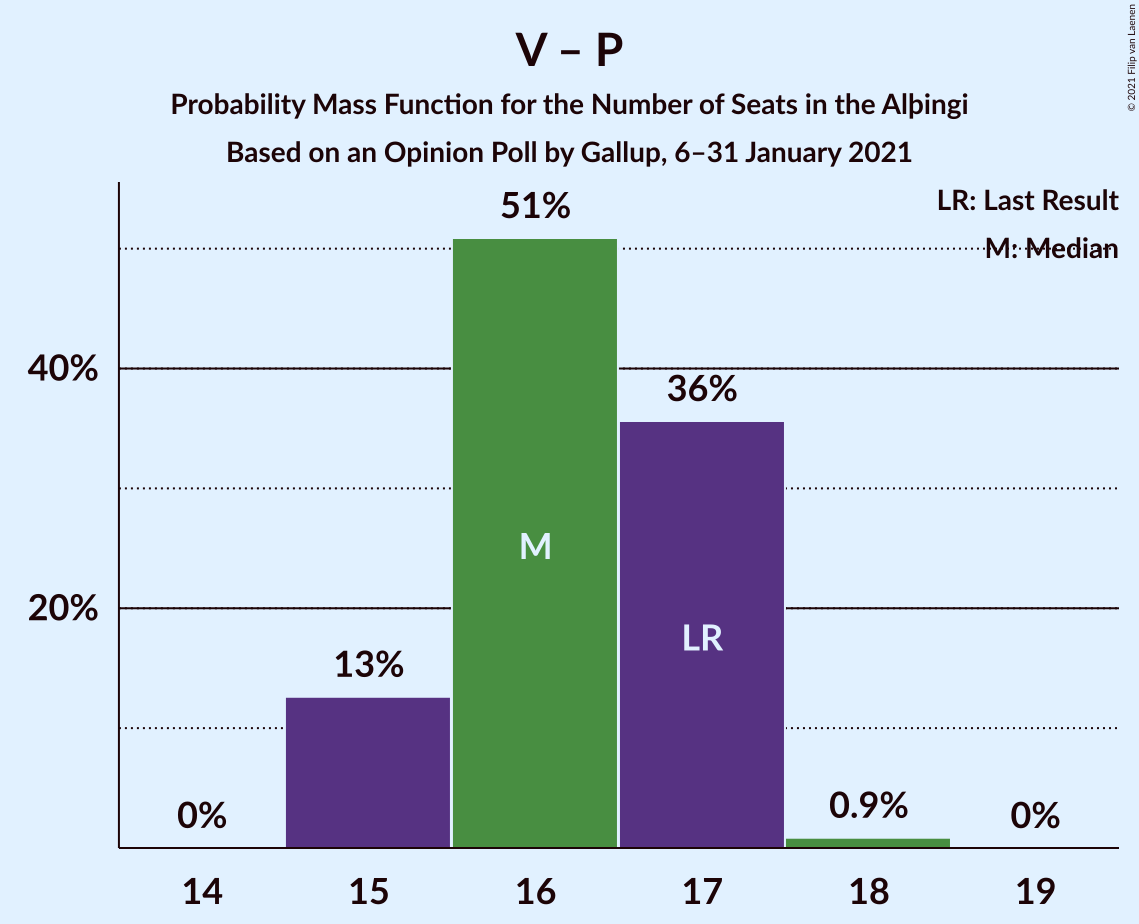 V – P
Probability Mass Function for the Number of Seats in the Alþingi
Based on an Opinion Poll by Gallup, 6–31 January 2021
© 2021 Filip van Laenen
LR: Last Result
M: Median
51%
40%
36%
M
20%
LR
13%
0%
0.9%
0%
14 15 16 17 18 19